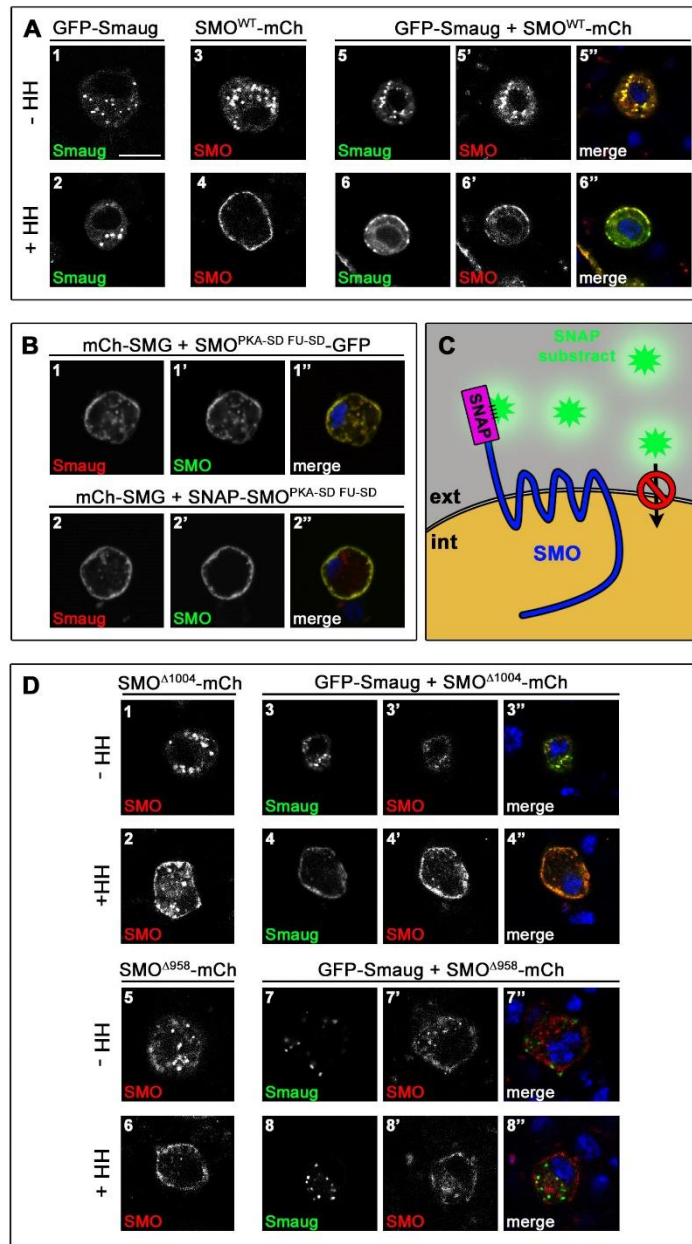 A
GFP-Smaug SMO^WT-mCh GFP-Smaug + SMO^WT-mCh
- HH
1 Smaug
3 SMO
5 Smaug
5' SMO
5'' merge
+ HH
2 Smaug
4 SMO
6 Smaug
6' SMO
6'' merge
B
mCh-SMG + SMO^PKA-SD FU-SD-GFP
1 Smaug
1' SMO
1'' merge
mCh-SMG + SNAP-SMO^PKA-SD FU-SD
2 Smaug
2' SMO
2'' merge
C
SNAP
substract
SNAP
ext
int
SMO
D
SMO^Δ1004-mCh GFP-Smaug + SMO^Δ1004-mCh
- HH
1 SMO
3 Smaug
3' SMO
3'' merge
+HH
2 SMO
4 Smaug
4' SMO
4'' merge
SMO^Δ958-mCh GFP-Smaug + SMO^Δ958-mCh
- HH
5 SMO
7 Smaug
7' SMO
7'' merge
+ HH
6 SMO
8 Smaug
8' SMO
8'' merge